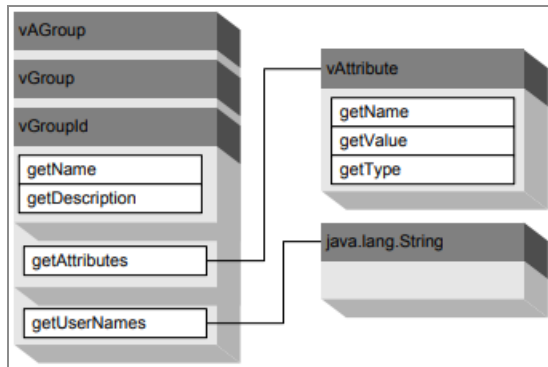 vAGroup
vGroup
vGroupId
getName
getDescription
getAttributes
getUserNames
vAttribute
getName
getValue
getType
java.lang.String